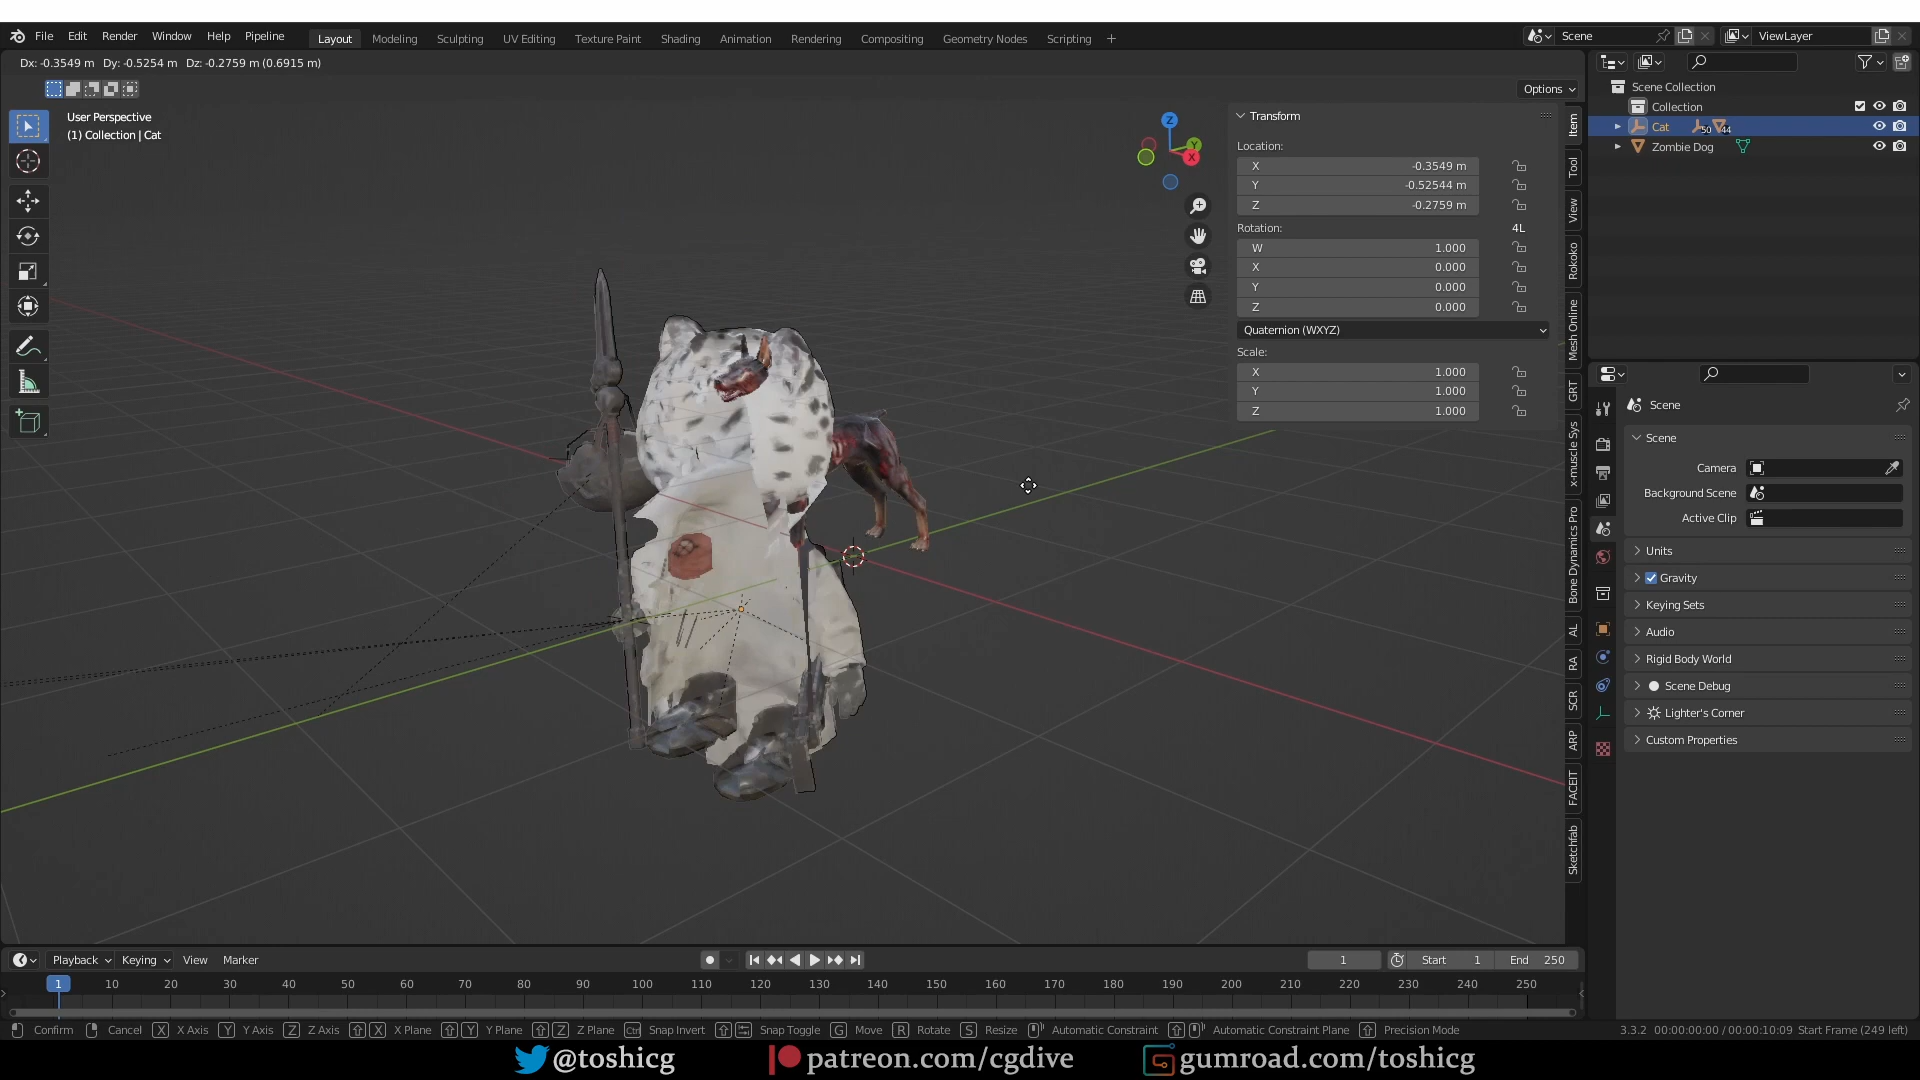 File Edit Render Window Help Pipeline Layout Modeling Sculpting UV Editing Texture Paint Shading Animation Rendering Compositing Geometry Nodes Scripting + Scene ViewLayer
Dx: -0.3549 m Dy: -0.5254 m Dz: -0.2759 m (0.6915 m)
Options
User Perspective
(1) Collection | Cat
Z
Y
X
Transform
Location:
X -0.3549 m
Y -0.52544 m
Z -0.2759 m
Rotation: 4L
W 1.000
X 0.000
Y 0.000
Z 0.000
Quaternion (WXYZ)
Scale:
X 1.000
Y 1.000
Z 1.000
Item
Tool
View
Rokoko
Mesh Online
GRT
x-muscle Sys
Bone Dynamics Pro
AL
RA
SCR
ARP
FACEIT
Sketchfab
Scene Collection
Collection
Cat 50 44
Zombie Dog
Scene
Scene
Camera
Background Scene
Active Clip
Units
Gravity
Keying Sets
Audio
Rigid Body World
Scene Debug
Lighter's Corner
Custom Properties
Playback Keying View Marker 1 Start 1 End 250
1 10 20 30 40 50 60 70 80 90 100 110 120 130 140 150 160 170 180 190 200 210 220 230 240 250
Confirm Cancel X X Axis Y Y Axis Z Z Axis X X Plane Y Y Plane Z Z Plane Ctrl Snap Invert Snap Toggle G Move R Rotate S Resize Automatic Constraint Automatic Constraint Plane Precision Mode 3.3.2 00:00:00:00 / 00:00:10:09 Start Frame (249 left)
@toshicg patreon.com/cgdive gumroad.com/toshicg